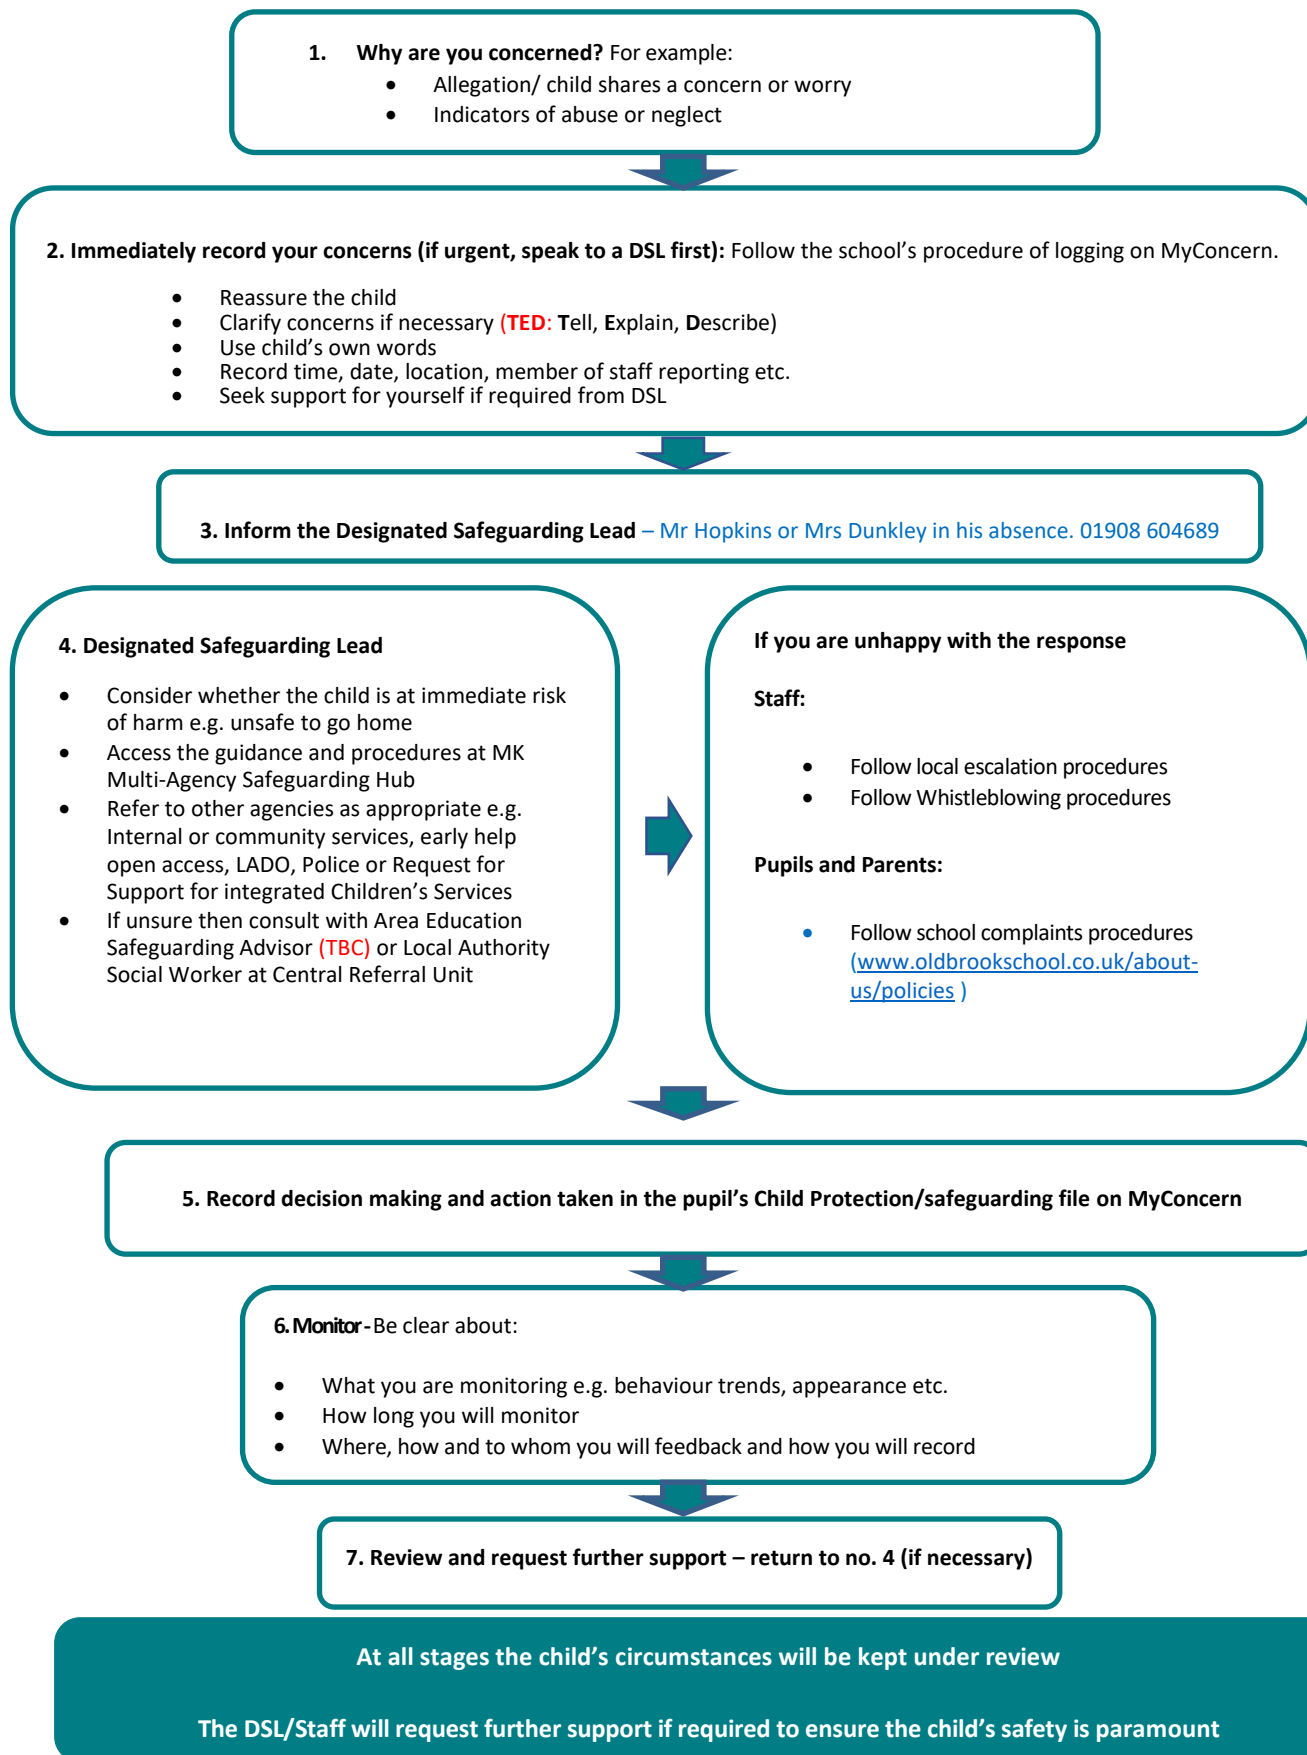 1. Why are you concerned? For example:
• Allegation/ child shares a concern or worry
• Indicators of abuse or neglect
2. Immediately record your concerns (if urgent, speak to a DSL first): Follow the school’s procedure of logging on MyConcern.
• Reassure the child
• Clarify concerns if necessary (TED: Tell, Explain, Describe)
• Use child’s own words
• Record time, date, location, member of staff reporting etc.
• Seek support for yourself if required from DSL
3. Inform the Designated Safeguarding Lead – Mr Hopkins or Mrs Dunkley in his absence. 01908 604689
4. Designated Safeguarding Lead
• Consider whether the child is at immediate risk
of harm e.g. unsafe to go home
• Access the guidance and procedures at MK
Multi-Agency Safeguarding Hub
• Refer to other agencies as appropriate e.g.
Internal or community services, early help
open access, LADO, Police or Request for
Support for integrated Children’s Services
• If unsure then consult with Area Education
Safeguarding Advisor (TBC) or Local Authority
Social Worker at Central Referral Unit
If you are unhappy with the response
Staff:
• Follow local escalation procedures
• Follow Whistleblowing procedures
Pupils and Parents:
• Follow school complaints procedures
(www.oldbrookschool.co.uk/about-
us/policies )
5. Record decision making and action taken in the pupil’s Child Protection/safeguarding file on MyConcern
6. Monitor - Be clear about:
• What you are monitoring e.g. behaviour trends, appearance etc.
• How long you will monitor
• Where, how and to whom you will feedback and how you will record
7. Review and request further support – return to no. 4 (if necessary)
At all stages the child’s circumstances will be kept under review
The DSL/Staff will request further support if required to ensure the child’s safety is paramount